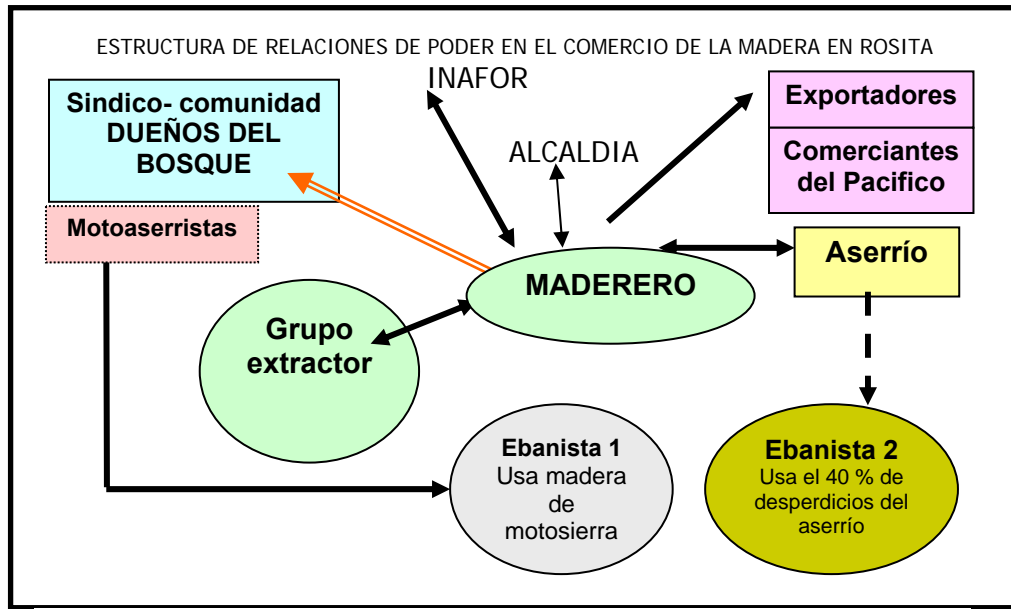 ESTRUCTURA DE RELACIONES DE PODER EN EL COMERCIO DE LA MADERA EN ROSITA
INAFOR
Sindico- comunidad
DUEÑOS DEL
BOSQUE
Exportadores
ALCALDIA
Comerciantes
del Pacifico
Motoaserristas
Aserrío
MADERERO
Grupo
extractor
Ebanista 1
Usa madera
de
motosierra
Ebanista 2
Usa el 40 % de
desperdicios del
aserrío